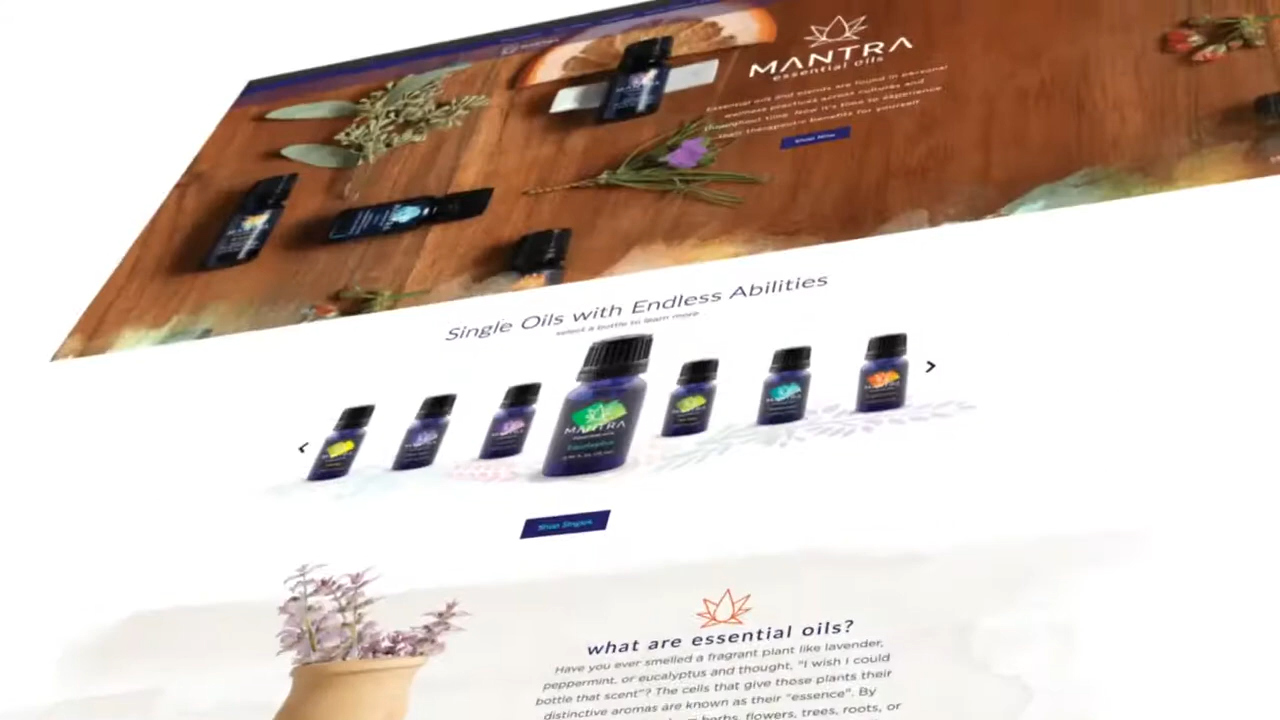 MANTRA
essential oils
Essential oils and blends are found in personal
wellness practices across cultures and
throughout time. Now it's time to experience
their therapeutic benefits for yourself.
Shop Now
Single Oils with Endless Abilities
select a bottle to learn more
MANTRA
Eucalyptus
Shop Singles
what are essential oils?
Have you ever smelled a fragrant plant like lavender,
peppermint, or eucalyptus and thought, "I wish I could
bottle that scent"? The cells that give those plants their
distinctive aromas are known as their "essence". By
herbs, flowers, trees, roots, or